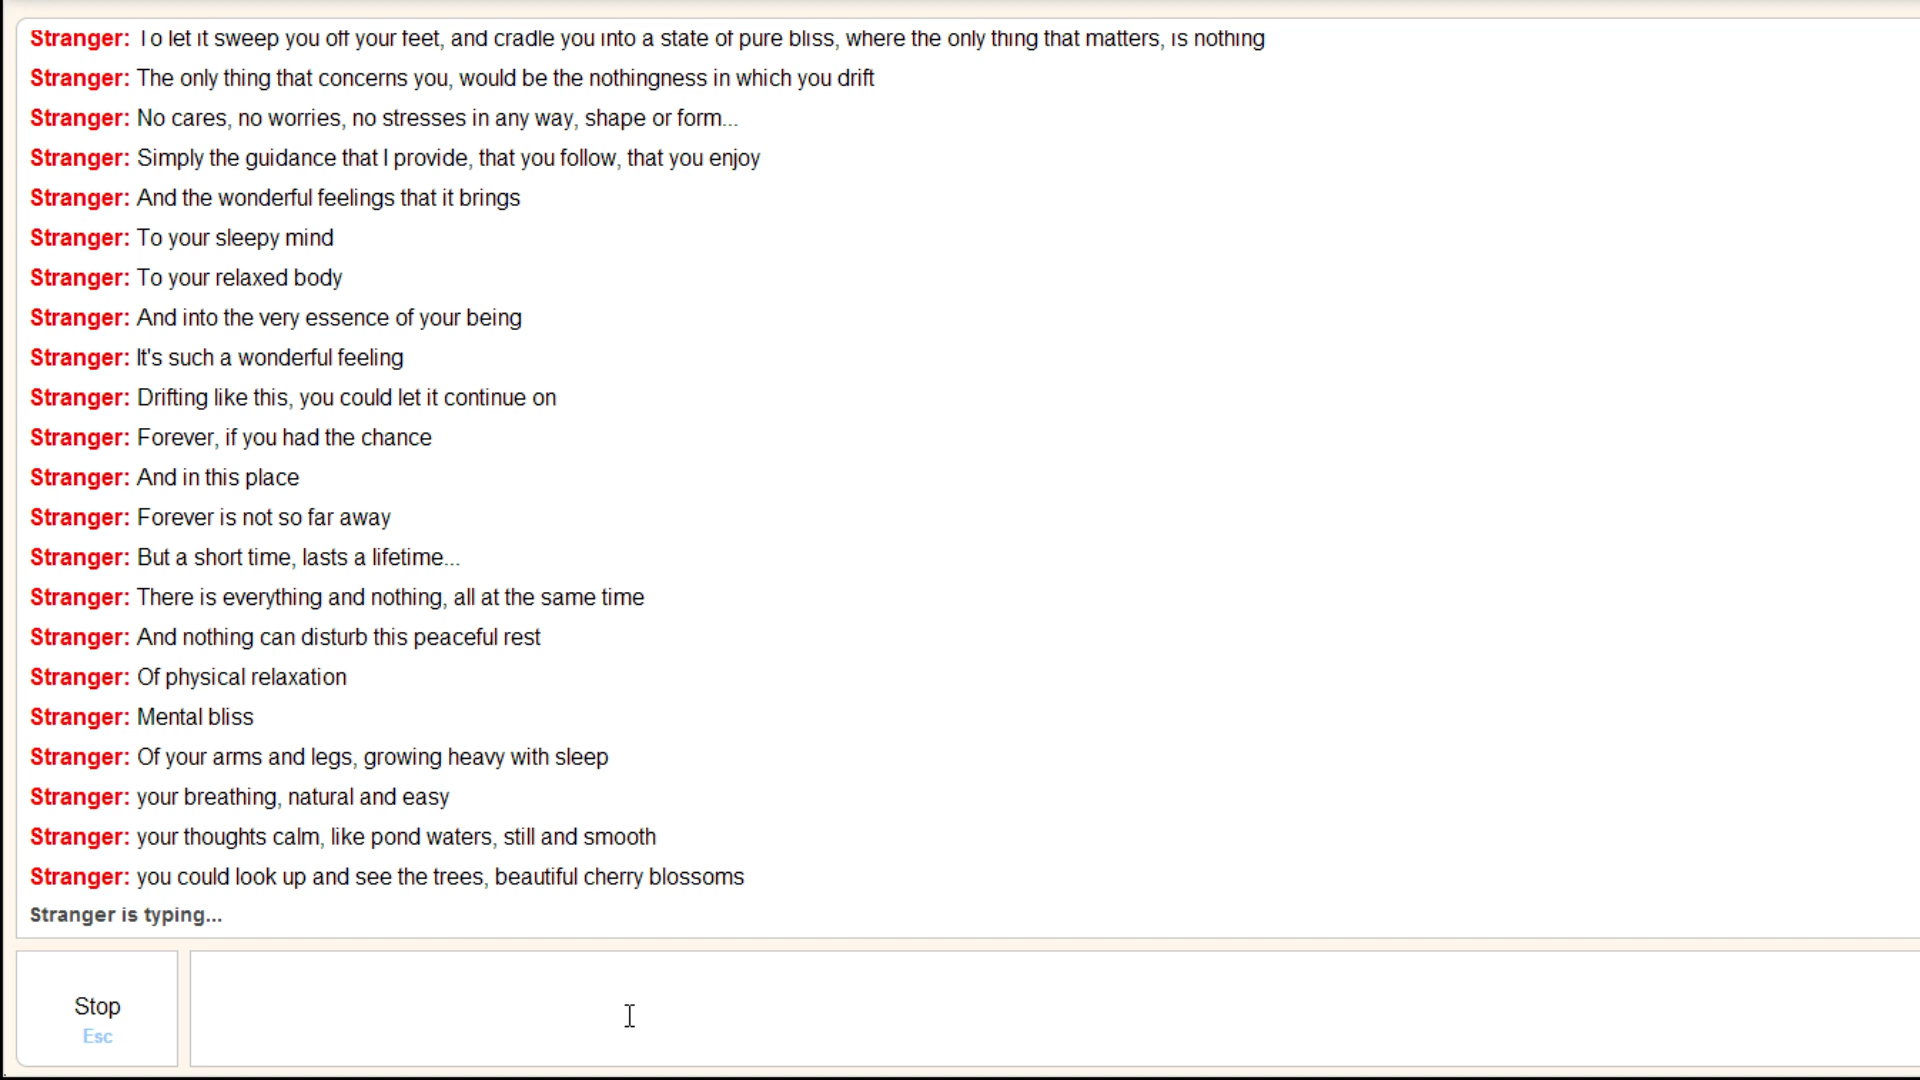 Stranger: To let it sweep you off your feet, and cradle you into a state of pure bliss, where the only thing that matters, is nothing
Stranger: The only thing that concerns you, would be the nothingness in which you drift
Stranger: No cares, no worries, no stresses in any way, shape or form...
Stranger: Simply the guidance that I provide, that you follow, that you enjoy
Stranger: And the wonderful feelings that it brings
Stranger: To your sleepy mind
Stranger: To your relaxed body
Stranger: And into the very essence of your being
Stranger: It's such a wonderful feeling
Stranger: Drifting like this, you could let it continue on
Stranger: Forever, if you had the chance
Stranger: And in this place
Stranger: Forever is not so far away
Stranger: But a short time, lasts a lifetime...
Stranger: There is everything and nothing, all at the same time
Stranger: And nothing can disturb this peaceful rest
Stranger: Of physical relaxation
Stranger: Mental bliss
Stranger: Of your arms and legs, growing heavy with sleep
Stranger: your breathing, natural and easy
Stranger: your thoughts calm, like pond waters, still and smooth
Stranger: you could look up and see the trees, beautiful cherry blossoms
Stranger is typing...
Stop
Esc